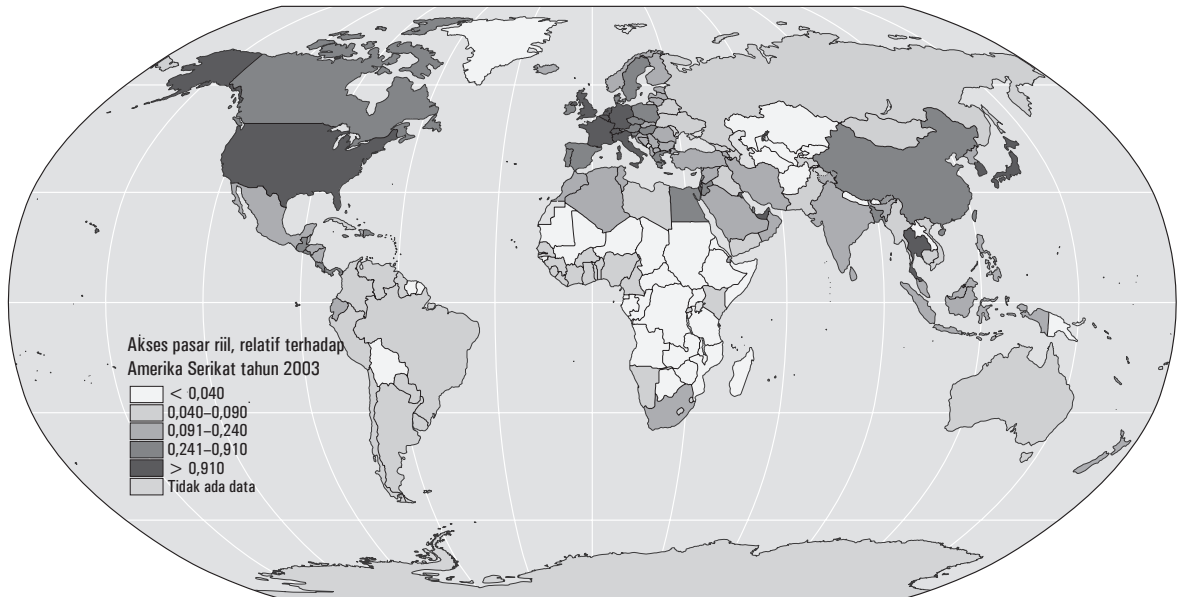 Akses pasar riil, relatif terhadap
Amerika Serikat tahun 2003
< 0,040
0,040–0,090
0,091–0,240
0,241–0,910
> 0,910
Tidak ada data